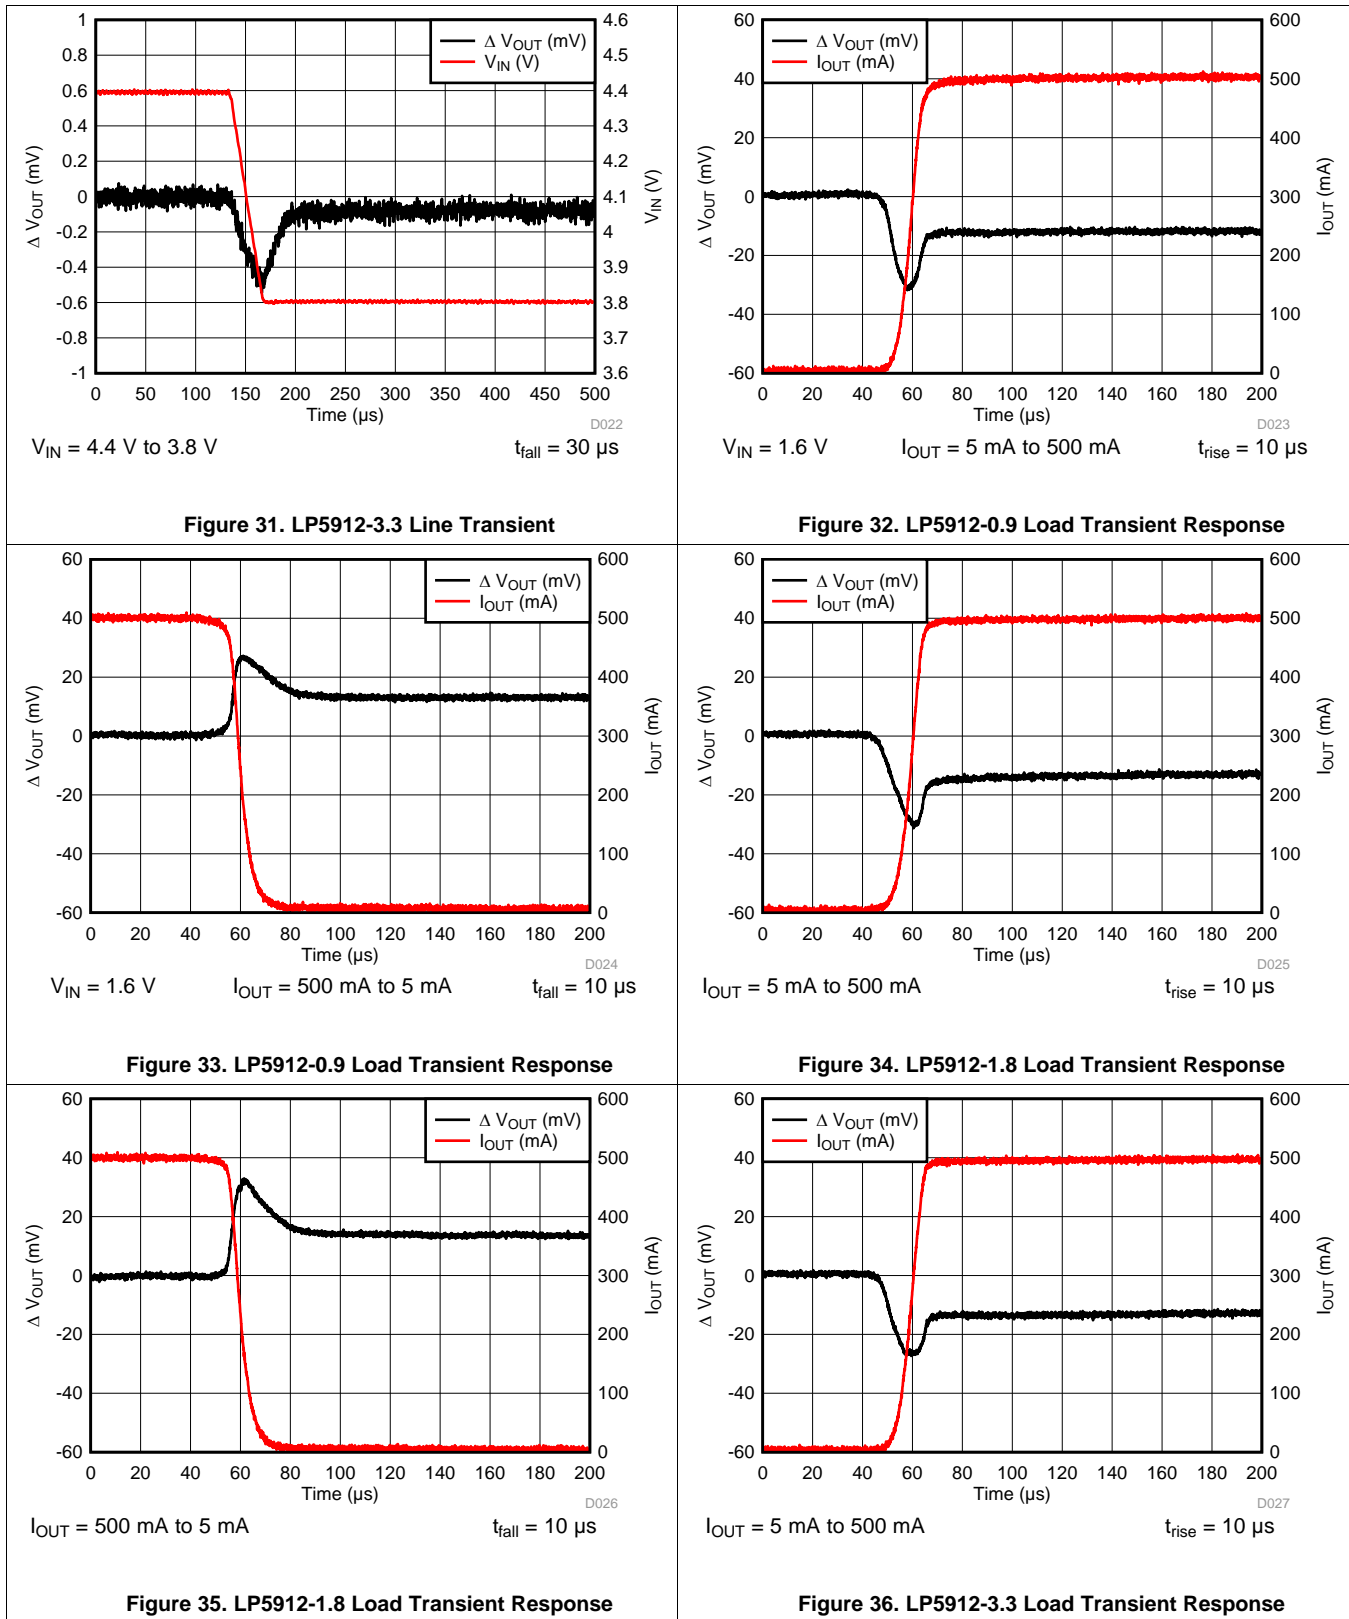 Δ VOUT (mV)
VIN (V)
1
0.8
0.6
0.4
0.2
0
-0.2
-0.4
-0.6
-0.8
-1
4.6
4.5
4.4
4.3
4.2
4.1
4
3.9
3.8
3.7
3.6
Δ VOUT (mV)
VIN (V)
0 50 100 150 200 250 300 350 400 450 500
Time (µs)
D022
VIN = 4.4 V to 3.8 V tfall = 30 µs
Figure 31. LP5912-3.3 Line Transient
Δ VOUT (mV)
IOUT (mA)
60
40
20
0
-20
-40
-60
600
500
400
300
200
100
0
Δ VOUT (mV)
IOUT (mA)
0 20 40 60 80 100 120 140 160 180 200
Time (µs)
D023
VIN = 1.6 V IOUT = 5 mA to 500 mA trise = 10 µs
Figure 32. LP5912-0.9 Load Transient Response
Δ VOUT (mV)
IOUT (mA)
60
40
20
0
-20
-40
-60
600
500
400
300
200
100
0
Δ VOUT (mV)
IOUT (mA)
0 20 40 60 80 100 120 140 160 180 200
Time (µs)
D024
VIN = 1.6 V IOUT = 500 mA to 5 mA tfall = 10 µs
Figure 33. LP5912-0.9 Load Transient Response
Δ VOUT (mV)
IOUT (mA)
60
40
20
0
-20
-40
-60
600
500
400
300
200
100
0
Δ VOUT (mV)
IOUT (mA)
0 20 40 60 80 100 120 140 160 180 200
Time (µs)
D025
IOUT = 5 mA to 500 mA trise = 10 µs
Figure 34. LP5912-1.8 Load Transient Response
Δ VOUT (mV)
IOUT (mA)
60
40
20
0
-20
-40
-60
600
500
400
300
200
100
0
Δ VOUT (mV)
IOUT (mA)
0 20 40 60 80 100 120 140 160 180 200
Time (µs)
D026
IOUT = 500 mA to 5 mA tfall = 10 µs
Figure 35. LP5912-1.8 Load Transient Response
Δ VOUT (mV)
IOUT (mA)
60
40
20
0
-20
-40
-60
600
500
400
300
200
100
0
Δ VOUT (mV)
IOUT (mA)
0 20 40 60 80 100 120 140 160 180 200
Time (µs)
D027
IOUT = 5 mA to 500 mA trise = 10 µs
Figure 36. LP5912-3.3 Load Transient Response